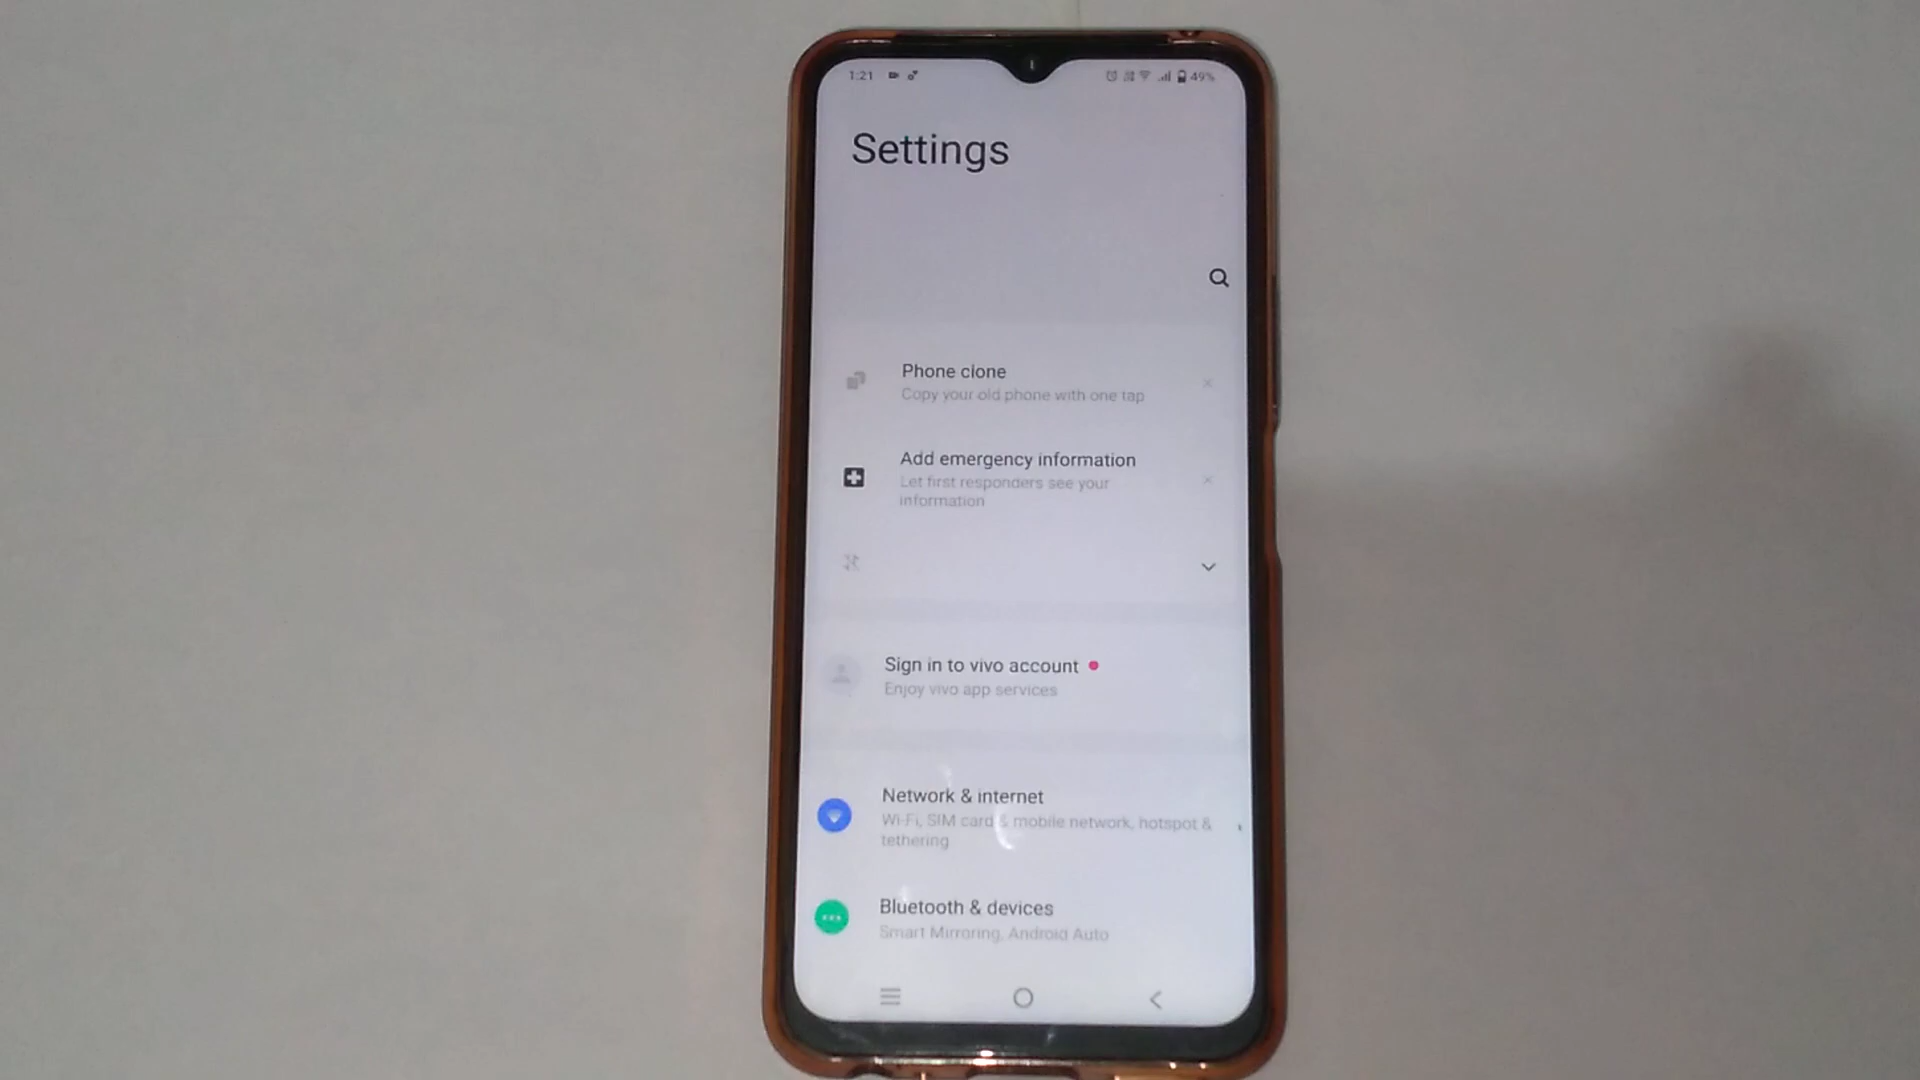 1:21
49%
Settings
Phone clone
Copy your old phone with one tap
Add emergency information
Let first responders see your
information
Sign in to vivo account
Enjoy vivo app services
Network & internet
Wi-Fi, SIM card & mobile network, hotspot &
tethering
Bluetooth & devices
Smart Mirroring, Android Auto